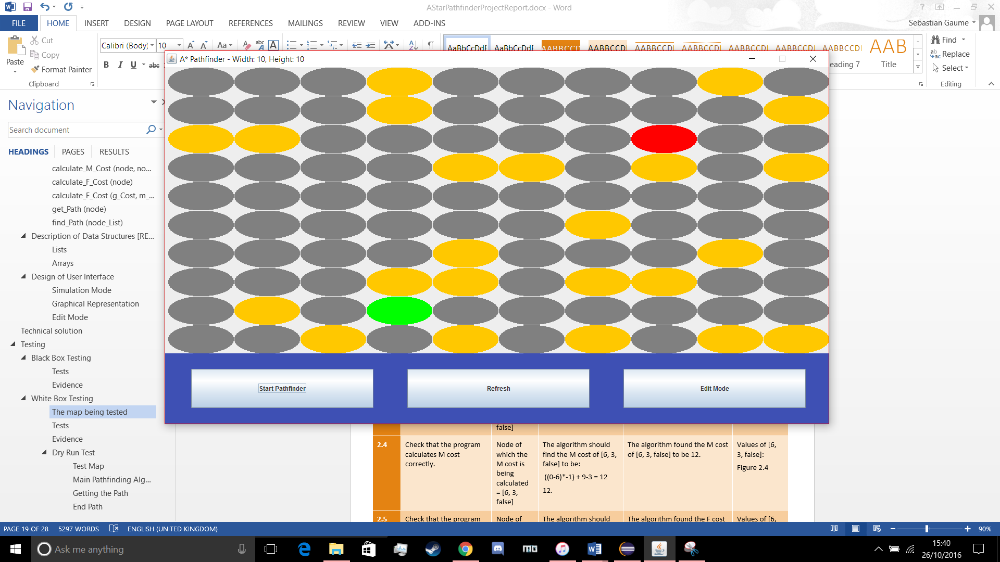 AStarPathfinderProjectReport.docx - Word
FILE HOME INSERT DESIGN PAGE LAYOUT REFERENCES MAILINGS REVIEW VIEW ADD-INS
Sebastian Gaume
Paste
Cut
Copy
Format Painter
Clipboard
Calibri (Body) 10
B I U abc
Aa
abc A
AaBbCcDdI AaBbCcDdI AABBCCD AABBCCD AABBCCDI AABBCCDI AABBCCDI AABBCCDI AABBCCDI AAB
eading 7 Title
Find
Replace
Select
Editing
A* Pathfinder - Width: 10, Height: 10
Start Pathfinder
Refresh
Edit Mode
Navigation
Search document
HEADINGS PAGES RESULTS
calculate_M_Cost (node, no...
calculate_F_Cost (node)
calculate_F_Cost (g_Cost, m_...
get_Path (node)
find_Path (node_List)
Description of Data Structures [RE...
Lists
Arrays
Design of User Interface
Simulation Mode
Graphical Representation
Edit Mode
Technical solution
Testing
Black Box Testing
Tests
Evidence
White Box Testing
The map being tested
Tests
Evidence
Dry Run Test
Test Map
Main Pathfinding Alg...
Getting the Path
End Path
false]
2.4
Check that the program
calculates M cost
correctly.
Node of
which the
M cost is
being
calculated
= [6, 3,
false]
The algorithm should
find the M cost of [6, 3,
false] to be:
((0-6)*-1) + 9-3 = 12
12.
The algorithm found the M cost
of [6, 3, false] to be 12.
Values of [6,
3, false]:
Figure 2.4
2.5
Check that the program
Node of
The algorithm should
The algorithm found the F cost
Values of [6,
PAGE 19 OF 28 5297 WORDS ENGLISH (UNITED KINGDOM)
90%
Ask me anything
15:40
26/10/2016